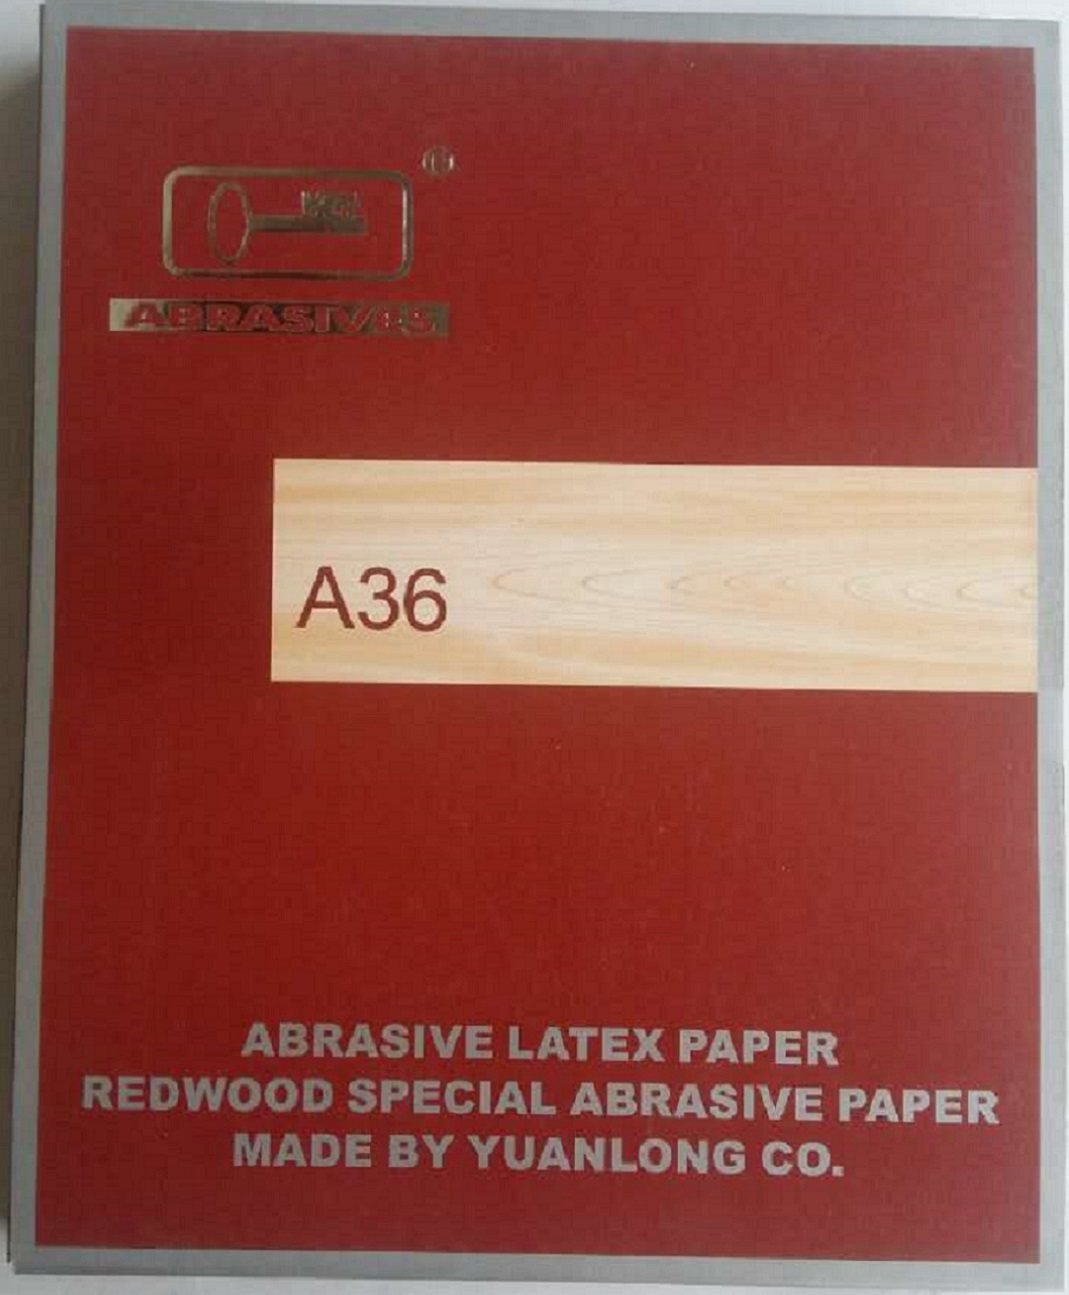 ®
ABRASIVES
A36
ABRASIVE LATEX PAPER
REDWOOD SPECIAL ABRASIVE PAPER
MADE BY YUANLONG CO.